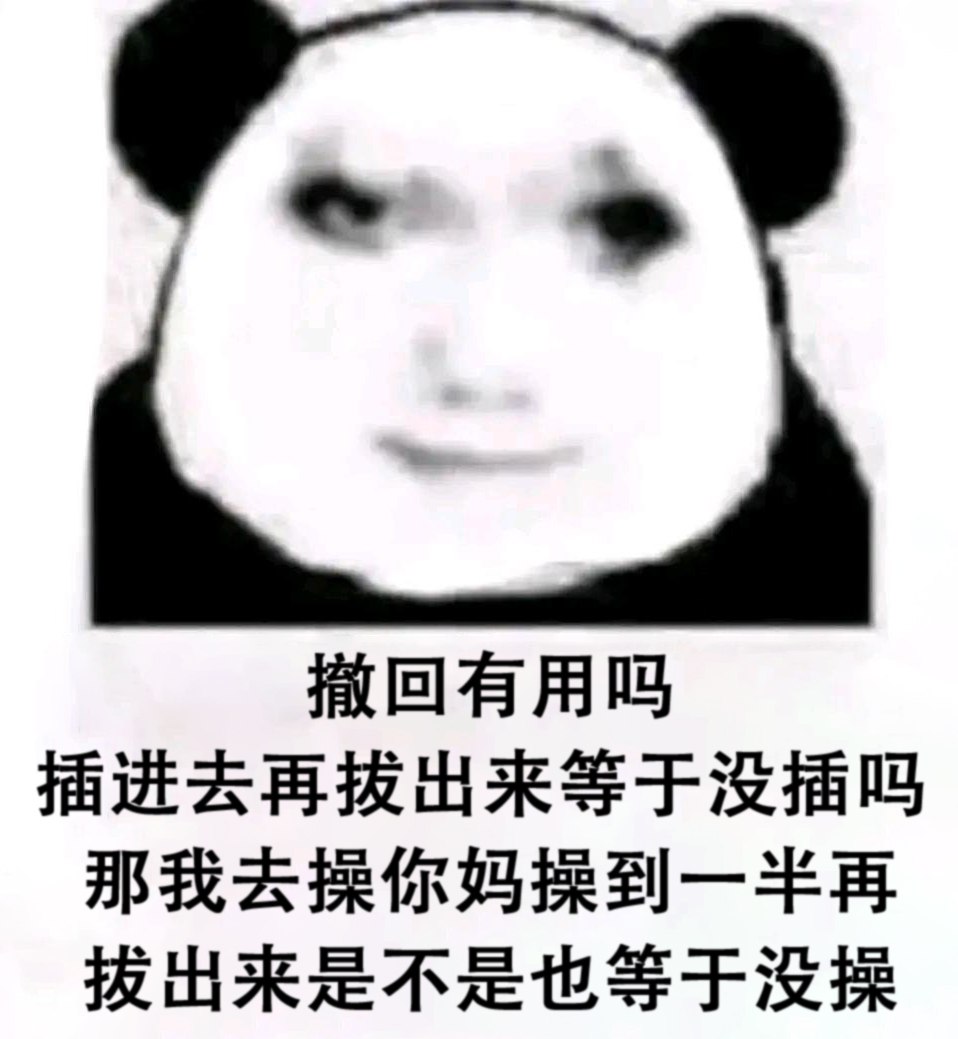 撤回有用吗
插进去再拔出来等于没插吗
那我去操你妈操到一半再
拔出来是不是也等于没操